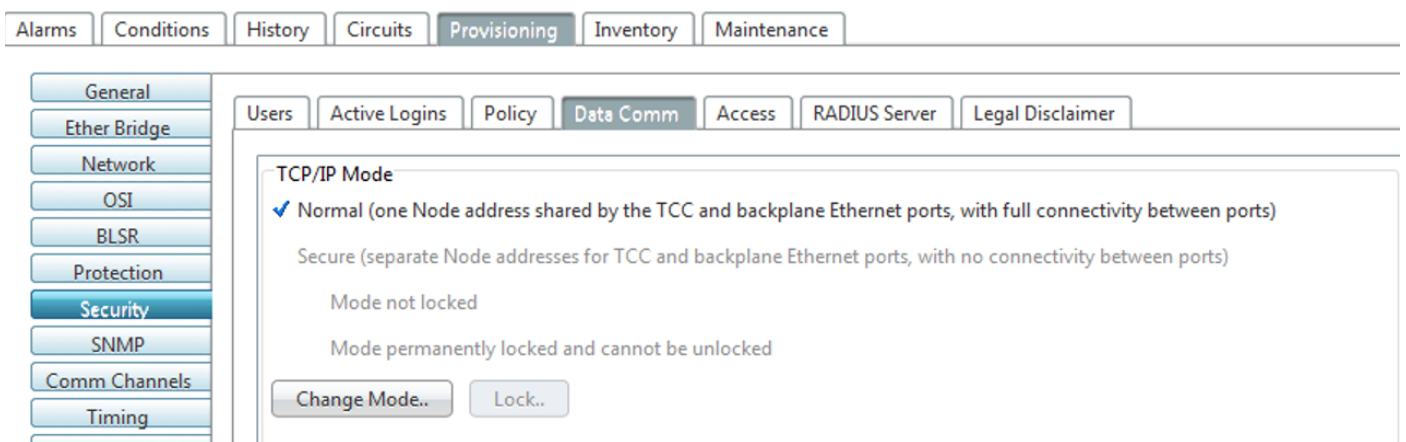 Alarms Conditions History Circuits Provisioning Inventory Maintenance
General
Ether Bridge
Network
OSI
BLSR
Protection
Security
SNMP
Comm Channels
Timing
Users Active Logins Policy Data Comm Access RADIUS Server Legal Disclaimer
TCP/IP Mode
Normal (one Node address shared by the TCC and backplane Ethernet ports, with full connectivity between ports)
Secure (separate Node addresses for TCC and backplane Ethernet ports, with no connectivity between ports)
Mode not locked
Mode permanently locked and cannot be unlocked
Change Mode.. Lock..